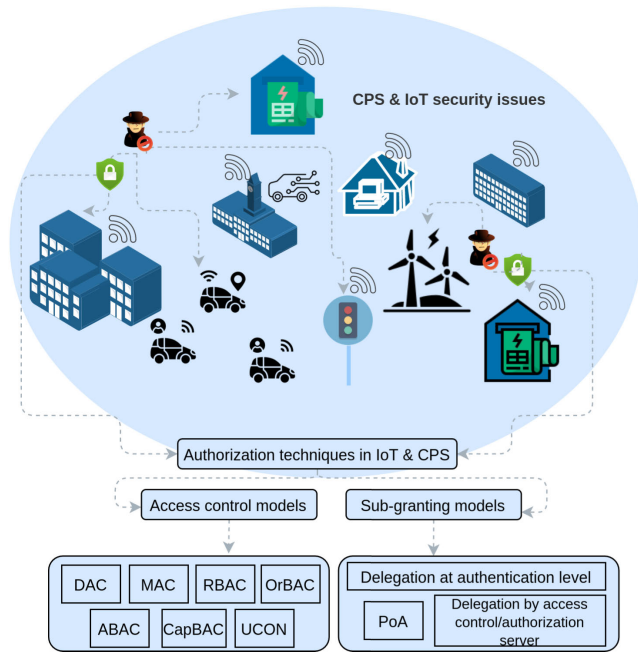 CPS & IoT security issues
Authorization techniques in IoT & CPS
Access control models
Sub-granting models
DAC
MAC
RBAC
OrBAC
ABAC
CapBAC
UCON
Delegation at authentication level
PoA
Delegation by access
control/authorization
server